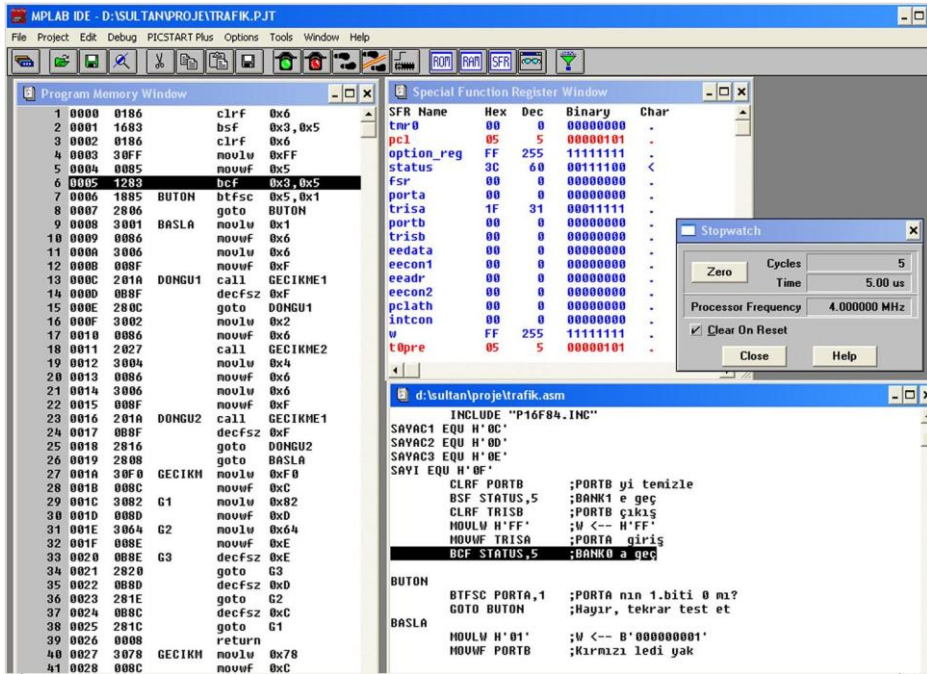 MPLAB IDE - D:\SULTAN\PROJE\TRAFIK.PJT
File Project Edit Debug PICSTART Plus Options Tools Window Help
ROM RAM SFR
Program Memory Window
1 0000 0186 clrf 0x6
2 0001 1683 bsf 0x3,0x5
3 0002 0186 clrf 0x6
4 0003 30FF movlw 0xFF
5 0004 0085 movwf 0x5
6 0005 1283 bcf 0x3,0x5
7 0006 1885 BUTON btfsc 0x5,0x1
8 0007 2806 goto BUTON
9 0008 3001 BASLA movlw 0x1
10 0009 0086 movwf 0x6
11 000A 3006 movlw 0x6
12 000B 008F movwf 0xF
13 000C 201A DONGU1 call GECIKME1
14 000D 0B8F decfsz 0xF
15 000E 280C goto DONGU1
16 000F 3002 movlw 0x2
17 0010 0086 movwf 0x6
18 0011 2027 call GECIKME2
19 0012 3004 movlw 0x4
20 0013 0086 movwf 0x6
21 0014 3006 movlw 0x6
22 0015 008F movwf 0xF
23 0016 201A DONGU2 call GECIKME1
24 0017 0B8F decfsz 0xF
25 0018 2816 goto DONGU2
26 0019 2808 goto BASLA
27 001A 30F0 GECIKM movlw 0xF0
28 001B 008C movwf 0xC
29 001C 3082 G1 movlw 0x82
30 001D 008D movwf 0xD
31 001E 3064 G2 movlw 0x64
32 001F 008E movwf 0xE
33 0020 0B8E G3 decfsz 0xE
34 0021 2820 goto G3
35 0022 0B8D decfsz 0xD
36 0023 281E goto G2
37 0024 0B8C decfsz 0xC
38 0025 281C goto G1
39 0026 0008 return
40 0027 3078 GECIKM movlw 0x78
41 0028 008C movwf 0xC
Special Function Register Window
SFR Name Hex Dec Binary Char
tmr0 00 0 00000000 .
pcl 05 5 00000101 .
option_reg FF 255 11111111 .
status 3C 60 00111100 <
fsr 00 0 00000000 .
porta 00 0 00000000 .
trisa 1F 31 00011111 .
portb 00 0 00000000 .
trisb 00 0 00000000 .
eedata 00 0 00000000 .
eecon1 00 0 00000000 .
eeadr 00 0 00000000 .
eecon2 00 0 00000000 .
pclath 00 0 00000000 .
intcon 00 0 00000000 .
w FF 255 11111111 .
t0pre 05 5 00000101 .
Stopwatch
Zero
Cycles 5
Time 5.00 us
Processor Frequency 4.000000 MHz
Clear On Reset
Close Help
d:\sultan\proje\trafik.asm
INCLUDE "P16F84.INC"
SAYAC1 EQU H'0C'
SAYAC2 EQU H'0D'
SAYAC3 EQU H'0E'
SAYI EQU H'0F'
CLRF PORTB ;PORTB yi temizle
BSF STATUS,5 ;BANK1 e geç
CLRF TRISB ;PORTB çıkış
MOVLW H'FF' ;W <-- H'FF'
MOVWF TRISA ;PORTA giriş
BCF STATUS,5 ;BANK0 a geç
BUTON
BTFSC PORTA,1 ;PORTA nın 1.biti 0 mı?
GOTO BUTON ;Hayır, tekrar test et
BASLA
MOVLW H'01' ;W <-- B'000000001'
MOVWF PORTB ;Kırmızı ledi yak